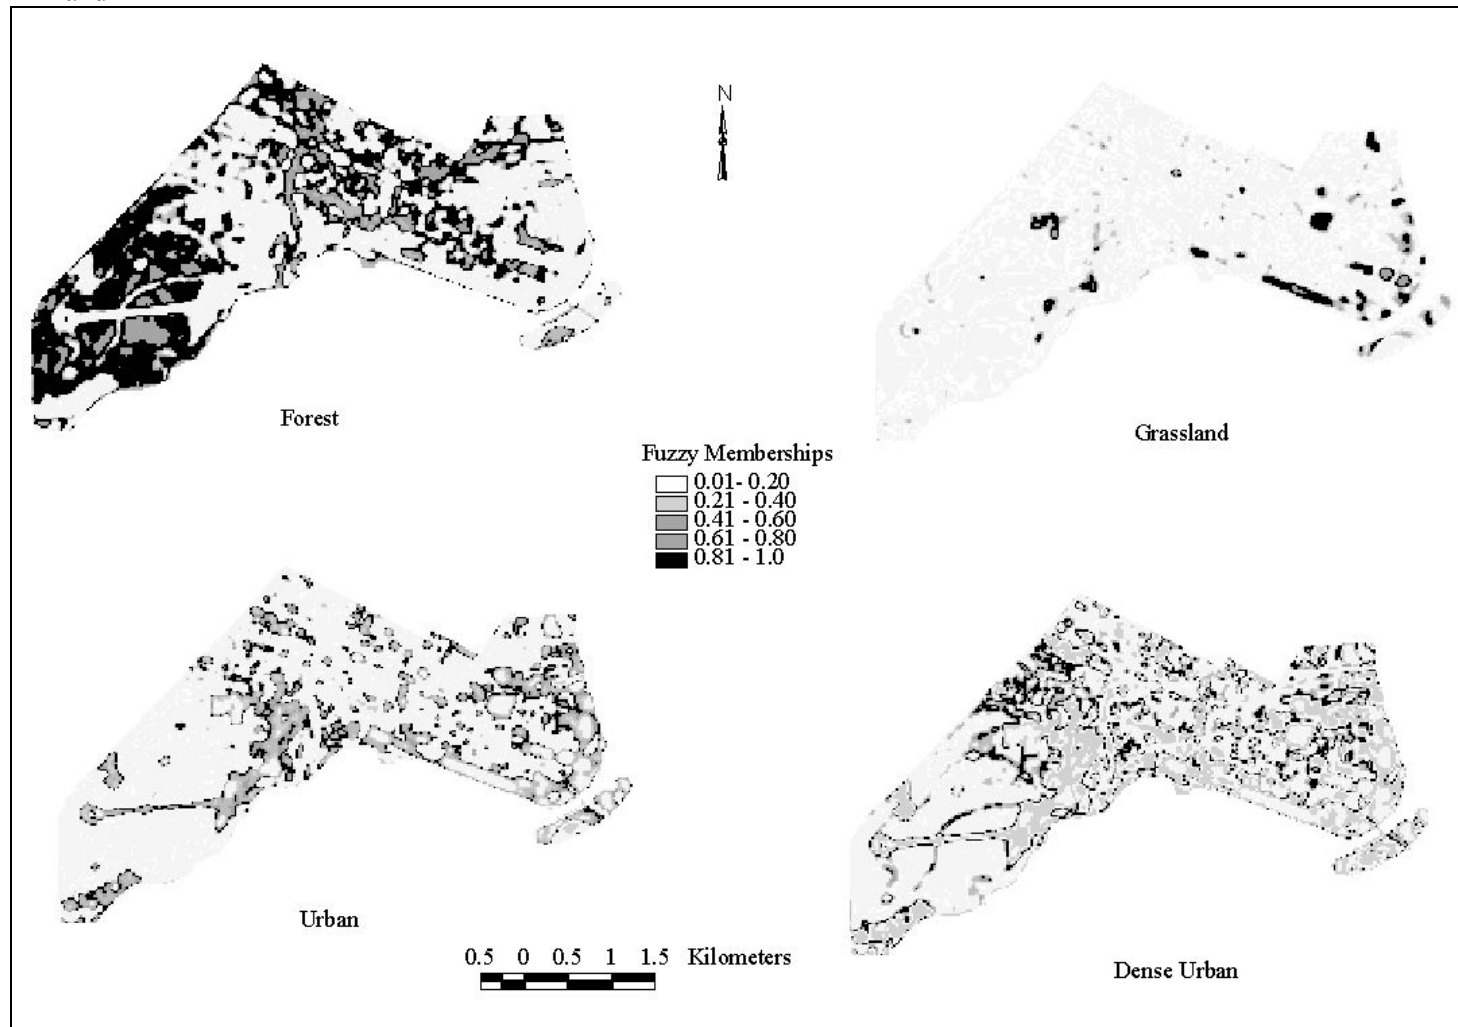 N
Forest
Grassland
Fuzzy Memberships
0.01- 0.20
0.21 - 0.40
0.41 - 0.60
0.61 - 0.80
0.81 - 1.0
Urban
0.5 0 0.5 1 1.5 Kilometers
Dense Urban